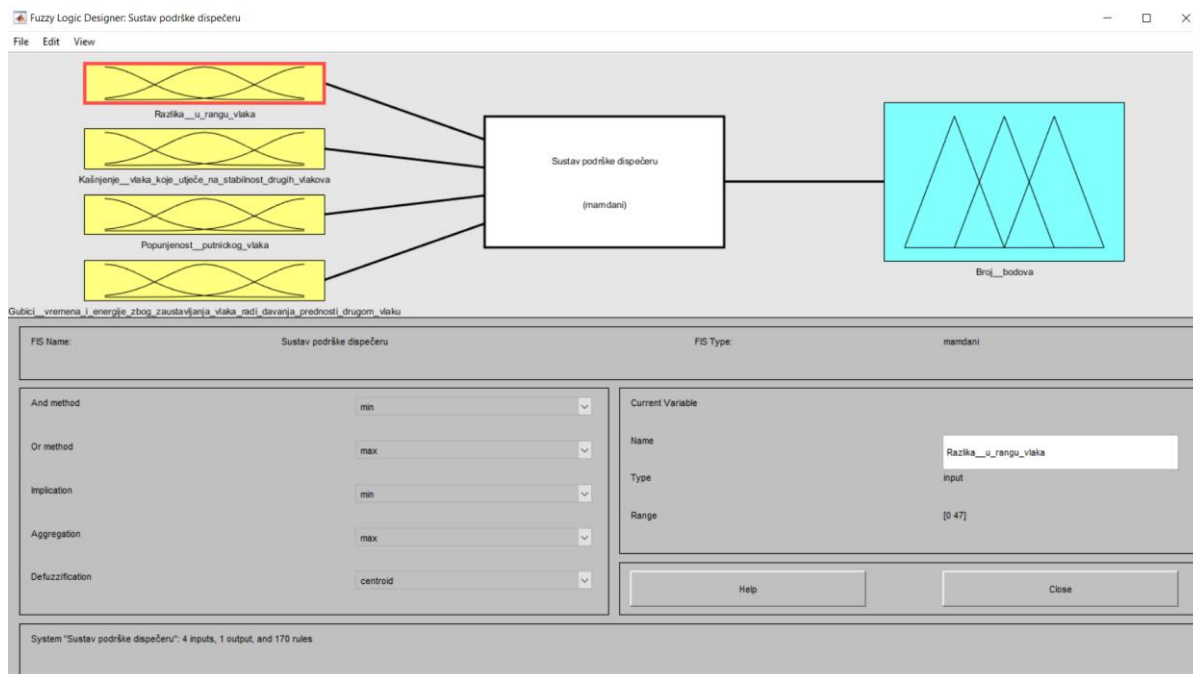 Fuzzy Logic Designer: Sustav podrške dispečeru
File Edit View
Razlika__u_rangu_vlaka
Kašnjenje__vlaka_koje_utječe_na_stabilnost_drugih_vlakova
Popunjenost__putnickog_vlaka
Gubici__vremena_i_energije_zbog_zaustavljanja_vlaka_radi_davanja_prednosti_drugom_vlaku
Sustav podrške dispečeru
(mamdani)
Broj__bodova
FIS Name: Sustav podrške dispečeru FIS Type: mamdani
And method min
Or method max
Implication min
Aggregation max
Defuzzification centroid
Current Variable
Name Razlika__u_rangu_vlaka
Type input
Range [0 47]
Help Close
System "Sustav podrške dispečeru": 4 inputs, 1 output, and 170 rules